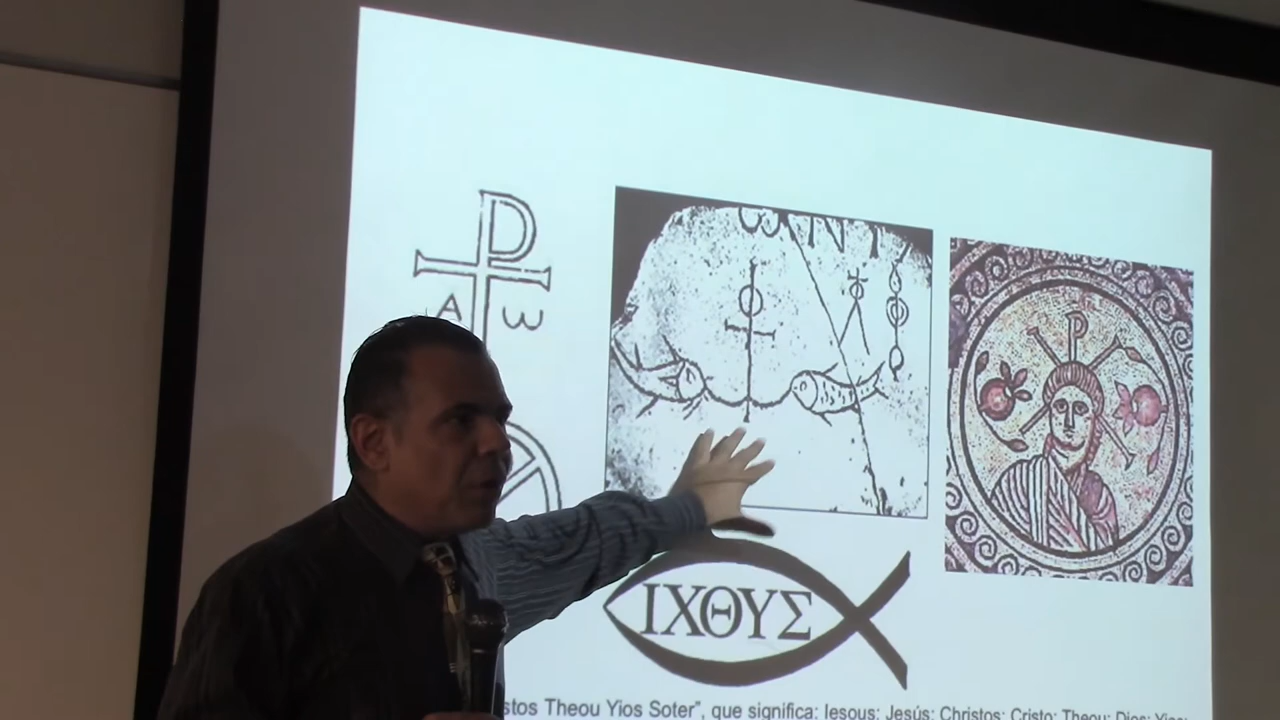 Α ω
ΙΧΘΥΣ
stos Theou Yios Soter”, que significa: Iesous: Jesús; Christos: Cristo; Theou: Dios; Yios: